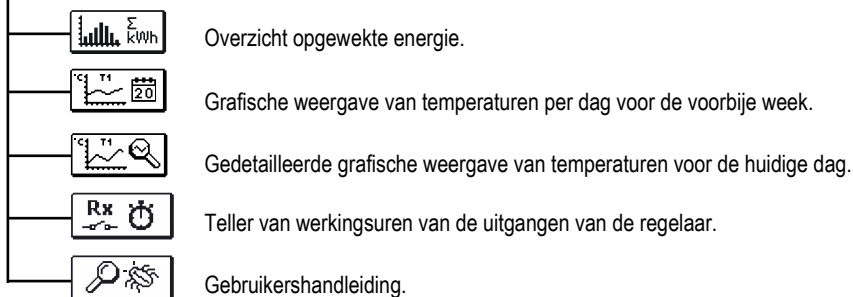 Σ
kWh
Overzicht opgewekte energie.
°C T1
20
Grafische weergave van temperaturen per dag voor de voorbije week.
°C T1
Gedetailleerde grafische weergave van temperaturen voor de huidige dag.
Rx
Teller van werkingsuren van de uitgangen van de regelaar.
Gebruikershandleiding.